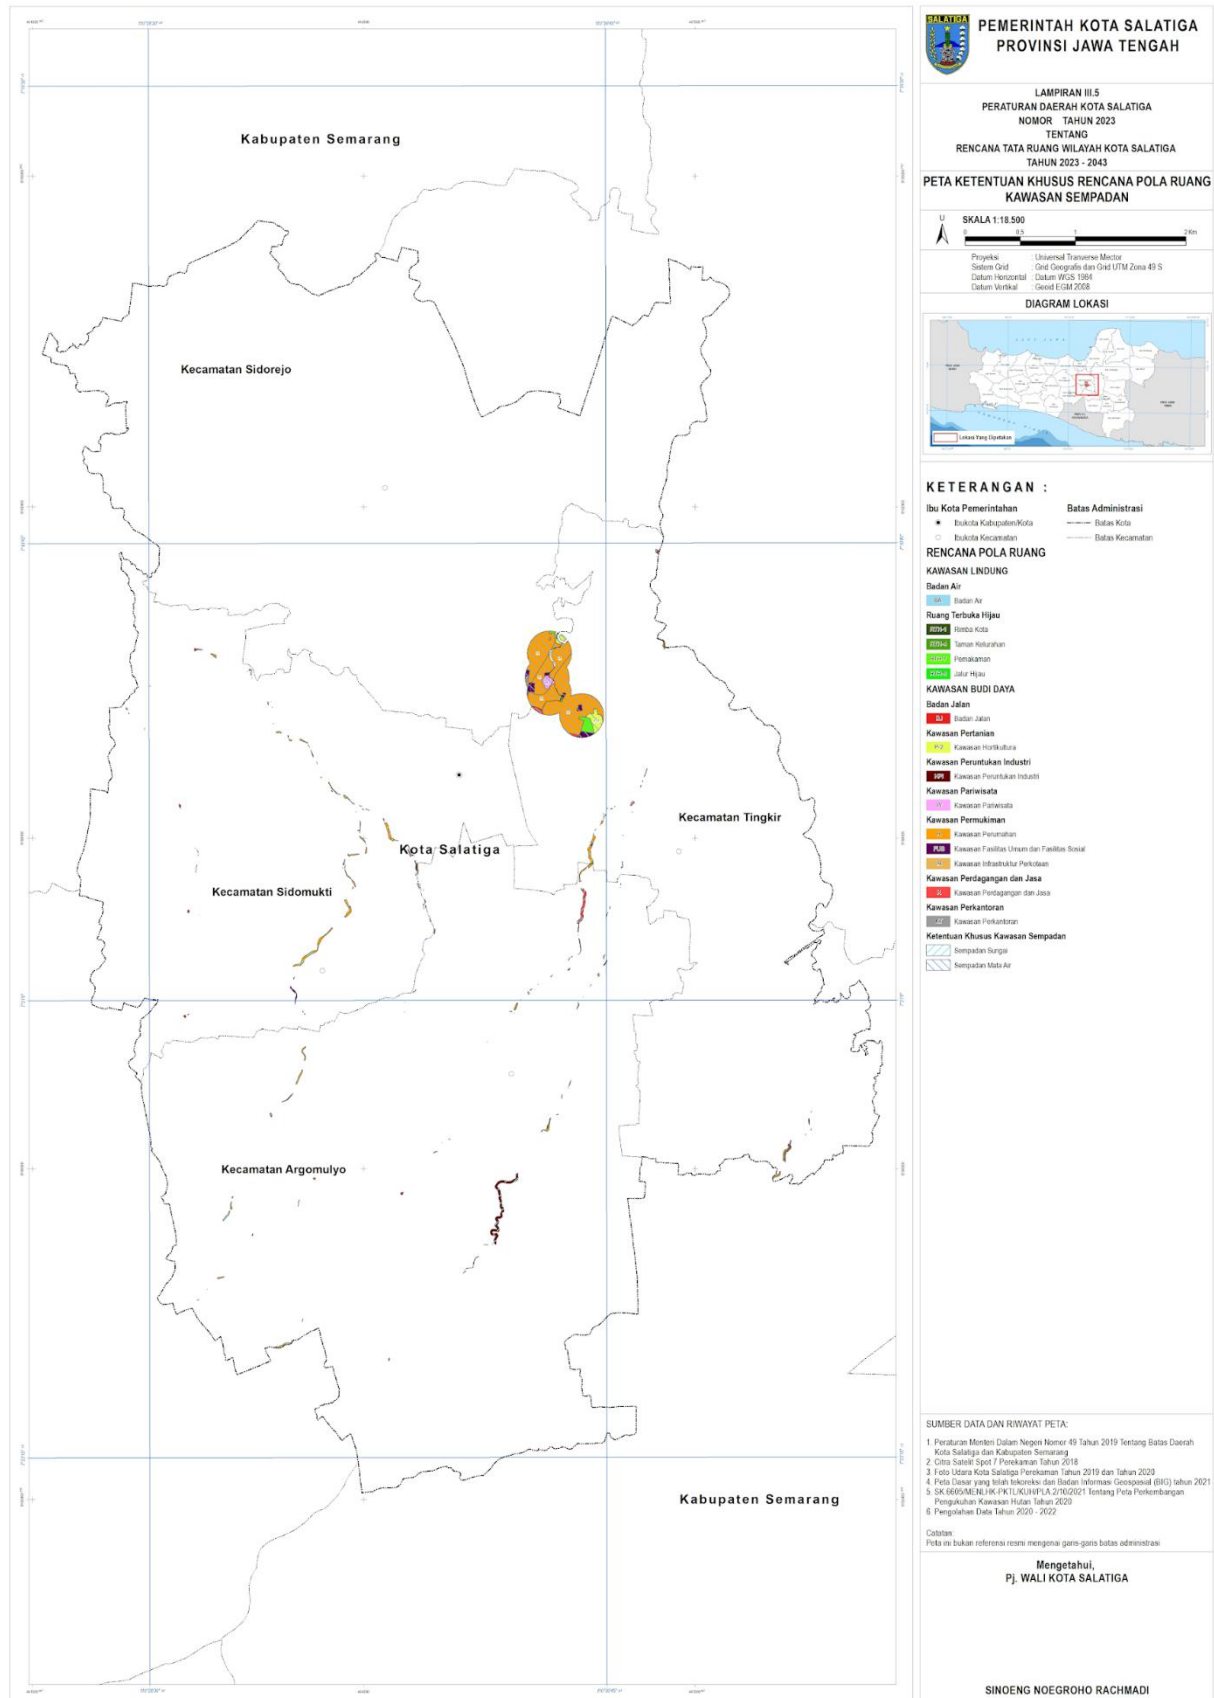 SALATIGA
PEMERINTAH KOTA SALATIGA
PROVINSI JAWA TENGAH
LAMPIRAN III.5
PERATURAN DAERAH KOTA SALATIGA
NOMOR TAHUN 2023
TENTANG
RENCANA TATA RUANG WILAYAH KOTA SALATIGA
TAHUN 2023 - 2043
PETA KETENTUAN KHUSUS RENCANA POLA RUANG
KAWASAN SEMPADAN
U
SKALA 1:18.500
0 0,5 1 2 Km
Proyeksi : Universal Tranverse Mector
Sistem Grid : Grid Geografis dan Grid UTM Zona 49 S
Datum Horizontal : Datum WGS 1984
Datum Vertikal : Geoid EGM 2008
DIAGRAM LOKASI
Lokasi Yang Dipetakan
KETERANGAN :
Ibu Kota Pemerintahan
Ibukota Kabupaten/Kota
Ibukota Kecamatan
Batas Administrasi
Batas Kota
Batas Kecamatan
RENCANA POLA RUANG
KAWASAN LINDUNG
Badan Air
Badan Air
Ruang Terbuka Hijau
Rimba Kota
Taman Kelurahan
Pemakaman
Jalur Hijau
KAWASAN BUDI DAYA
Badan Jalan
BJ Badan Jalan
Kawasan Pertanian
P-2 Kawasan Hortikultura
Kawasan Peruntukan Industri
KPI Kawasan Peruntukan Industri
Kawasan Pariwisata
Kawasan Pariwisata
Kawasan Permukiman
Kawasan Perumahan
Kawasan Fasilitas Umum dan Fasilitas Sosial
Kawasan Infrastruktur Perkotaan
Kawasan Perdagangan dan Jasa
Kawasan Perdagangan dan Jasa
Kawasan Perkantoran
Kawasan Perkantoran
Ketentuan Khusus Kawasan Sempadan
Sempadan Sungai
Sempadan Mata Air
SUMBER DATA DAN RIWAYAT PETA:
1. Peraturan Menteri Dalam Negeri Nomor 49 Tahun 2019 Tentang Batas Daerah
Kota Salatiga dan Kabupaten Semarang
2. Citra Satelit Spot 7 Perekaman Tahun 2018
3. Foto Udara Kota Salatiga Perekaman Tahun 2019 dan Tahun 2020
4. Peta Dasar yang telah tekoreksi dari Badan Informasi Geospasial (BIG) tahun 2021
5. SK.6605/MENLHK-PKTL/KUH/PLA.2/10/2021 Tentang Peta Perkembangan
Pengukuhan Kawasan Hutan Tahun 2020
6. Pengolahan Data Tahun 2020 - 2022
Catatan:
Peta ini bukan referensi resmi mengenai garis-garis batas administrasi
Mengetahui,
Pj. WALI KOTA SALATIGA
SINOENG NOEGROHO RACHMADI
Kabupaten Semarang
Kecamatan Sidorejo
Kecamatan Tingkir
Kota Salatiga
Kecamatan Sidomukti
Kecamatan Argomulyo
Kabupaten Semarang